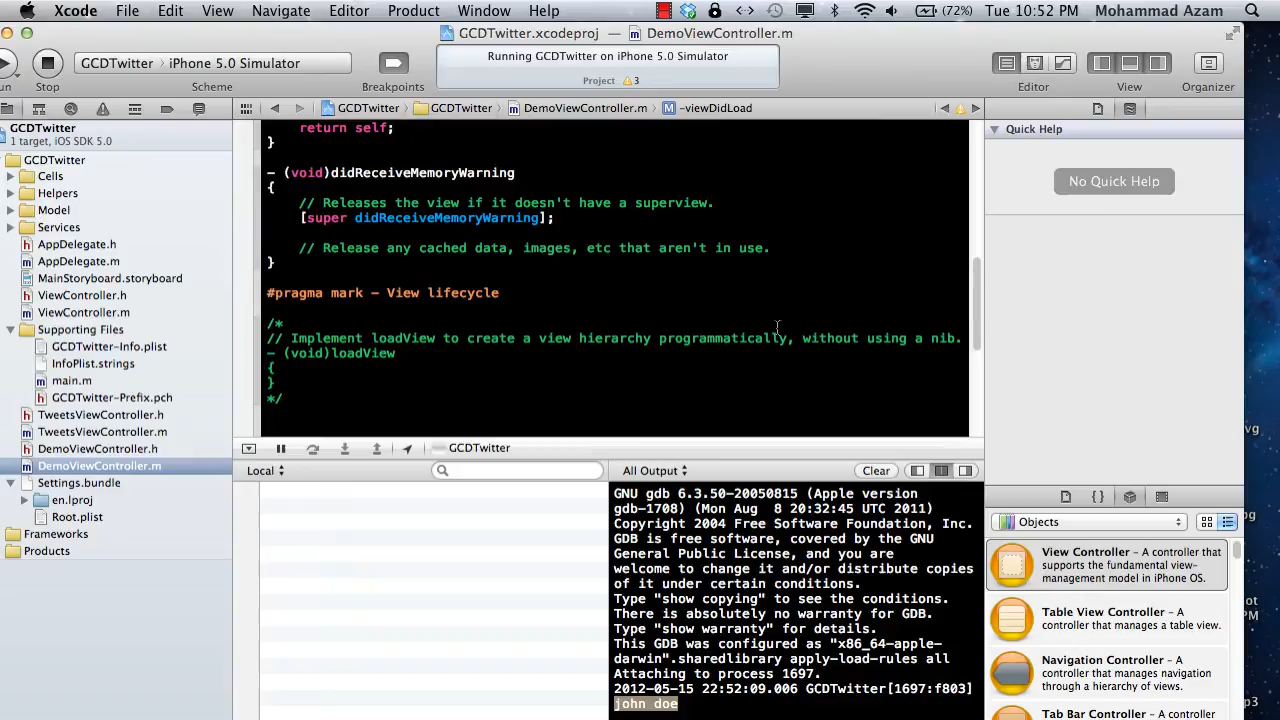 Xcode File Edit View Navigate Editor Product Window Help (72%) Tue 10:52 PM Mohammad Azam
GCDTwitter.xcodeproj — DemoViewController.m
GCDTwitter iPhone 5.0 Simulator
Running GCDTwitter on iPhone 5.0 Simulator
Project 3
Stop Scheme Breakpoints Editor View Organizer
GCDTwitter GCDTwitter DemoViewController.m M -viewDidLoad
GCDTwitter
1 target, iOS SDK 5.0
GCDTwitter
Cells
Helpers
Model
Services
AppDelegate.h
AppDelegate.m
MainStoryboard.storyboard
ViewController.h
ViewController.m
Supporting Files
GCDTwitter-Info.plist
InfoPlist.strings
main.m
GCDTwitter-Prefix.pch
TweetsViewController.h
TweetsViewController.m
DemoViewController.h
DemoViewController.m
Settings.bundle
en.lproj
Root.plist
Frameworks
Products
return self;
}
- (void)didReceiveMemoryWarning
{
// Releases the view if it doesn't have a superview.
[super didReceiveMemoryWarning];
// Release any cached data, images, etc that aren't in use.
}
#pragma mark - View lifecycle
/*
// Implement loadView to create a view hierarchy programmatically, without using a nib.
- (void)loadView
{
}
*/
GCDTwitter
Local
All Output
Clear
GNU gdb 6.3.50-20050815 (Apple version
gdb-1708) (Mon Aug  8 20:32:45 UTC 2011)
Copyright 2004 Free Software Foundation, Inc.
GDB is free software, covered by the GNU
General Public License, and you are
welcome to change it and/or distribute copies
of it under certain conditions.
Type "show copying" to see the conditions.
There is absolutely no warranty for GDB.
Type "show warranty" for details.
This GDB was configured as "x86_64-apple-
darwin".sharedlibrary apply-load-rules all
Attaching to process 1697.
2012-05-15 22:52:09.006 GCDTwitter[1697:f803]
john doe
Quick Help
No Quick Help
Objects
View Controller - A controller that
supports the fundamental view-
management model in iPhone OS.
Table View Controller - A
controller that manages a table view.
Navigation Controller - A
controller that manages navigation
through a hierarchy of views.
Tab Bar Controller - A